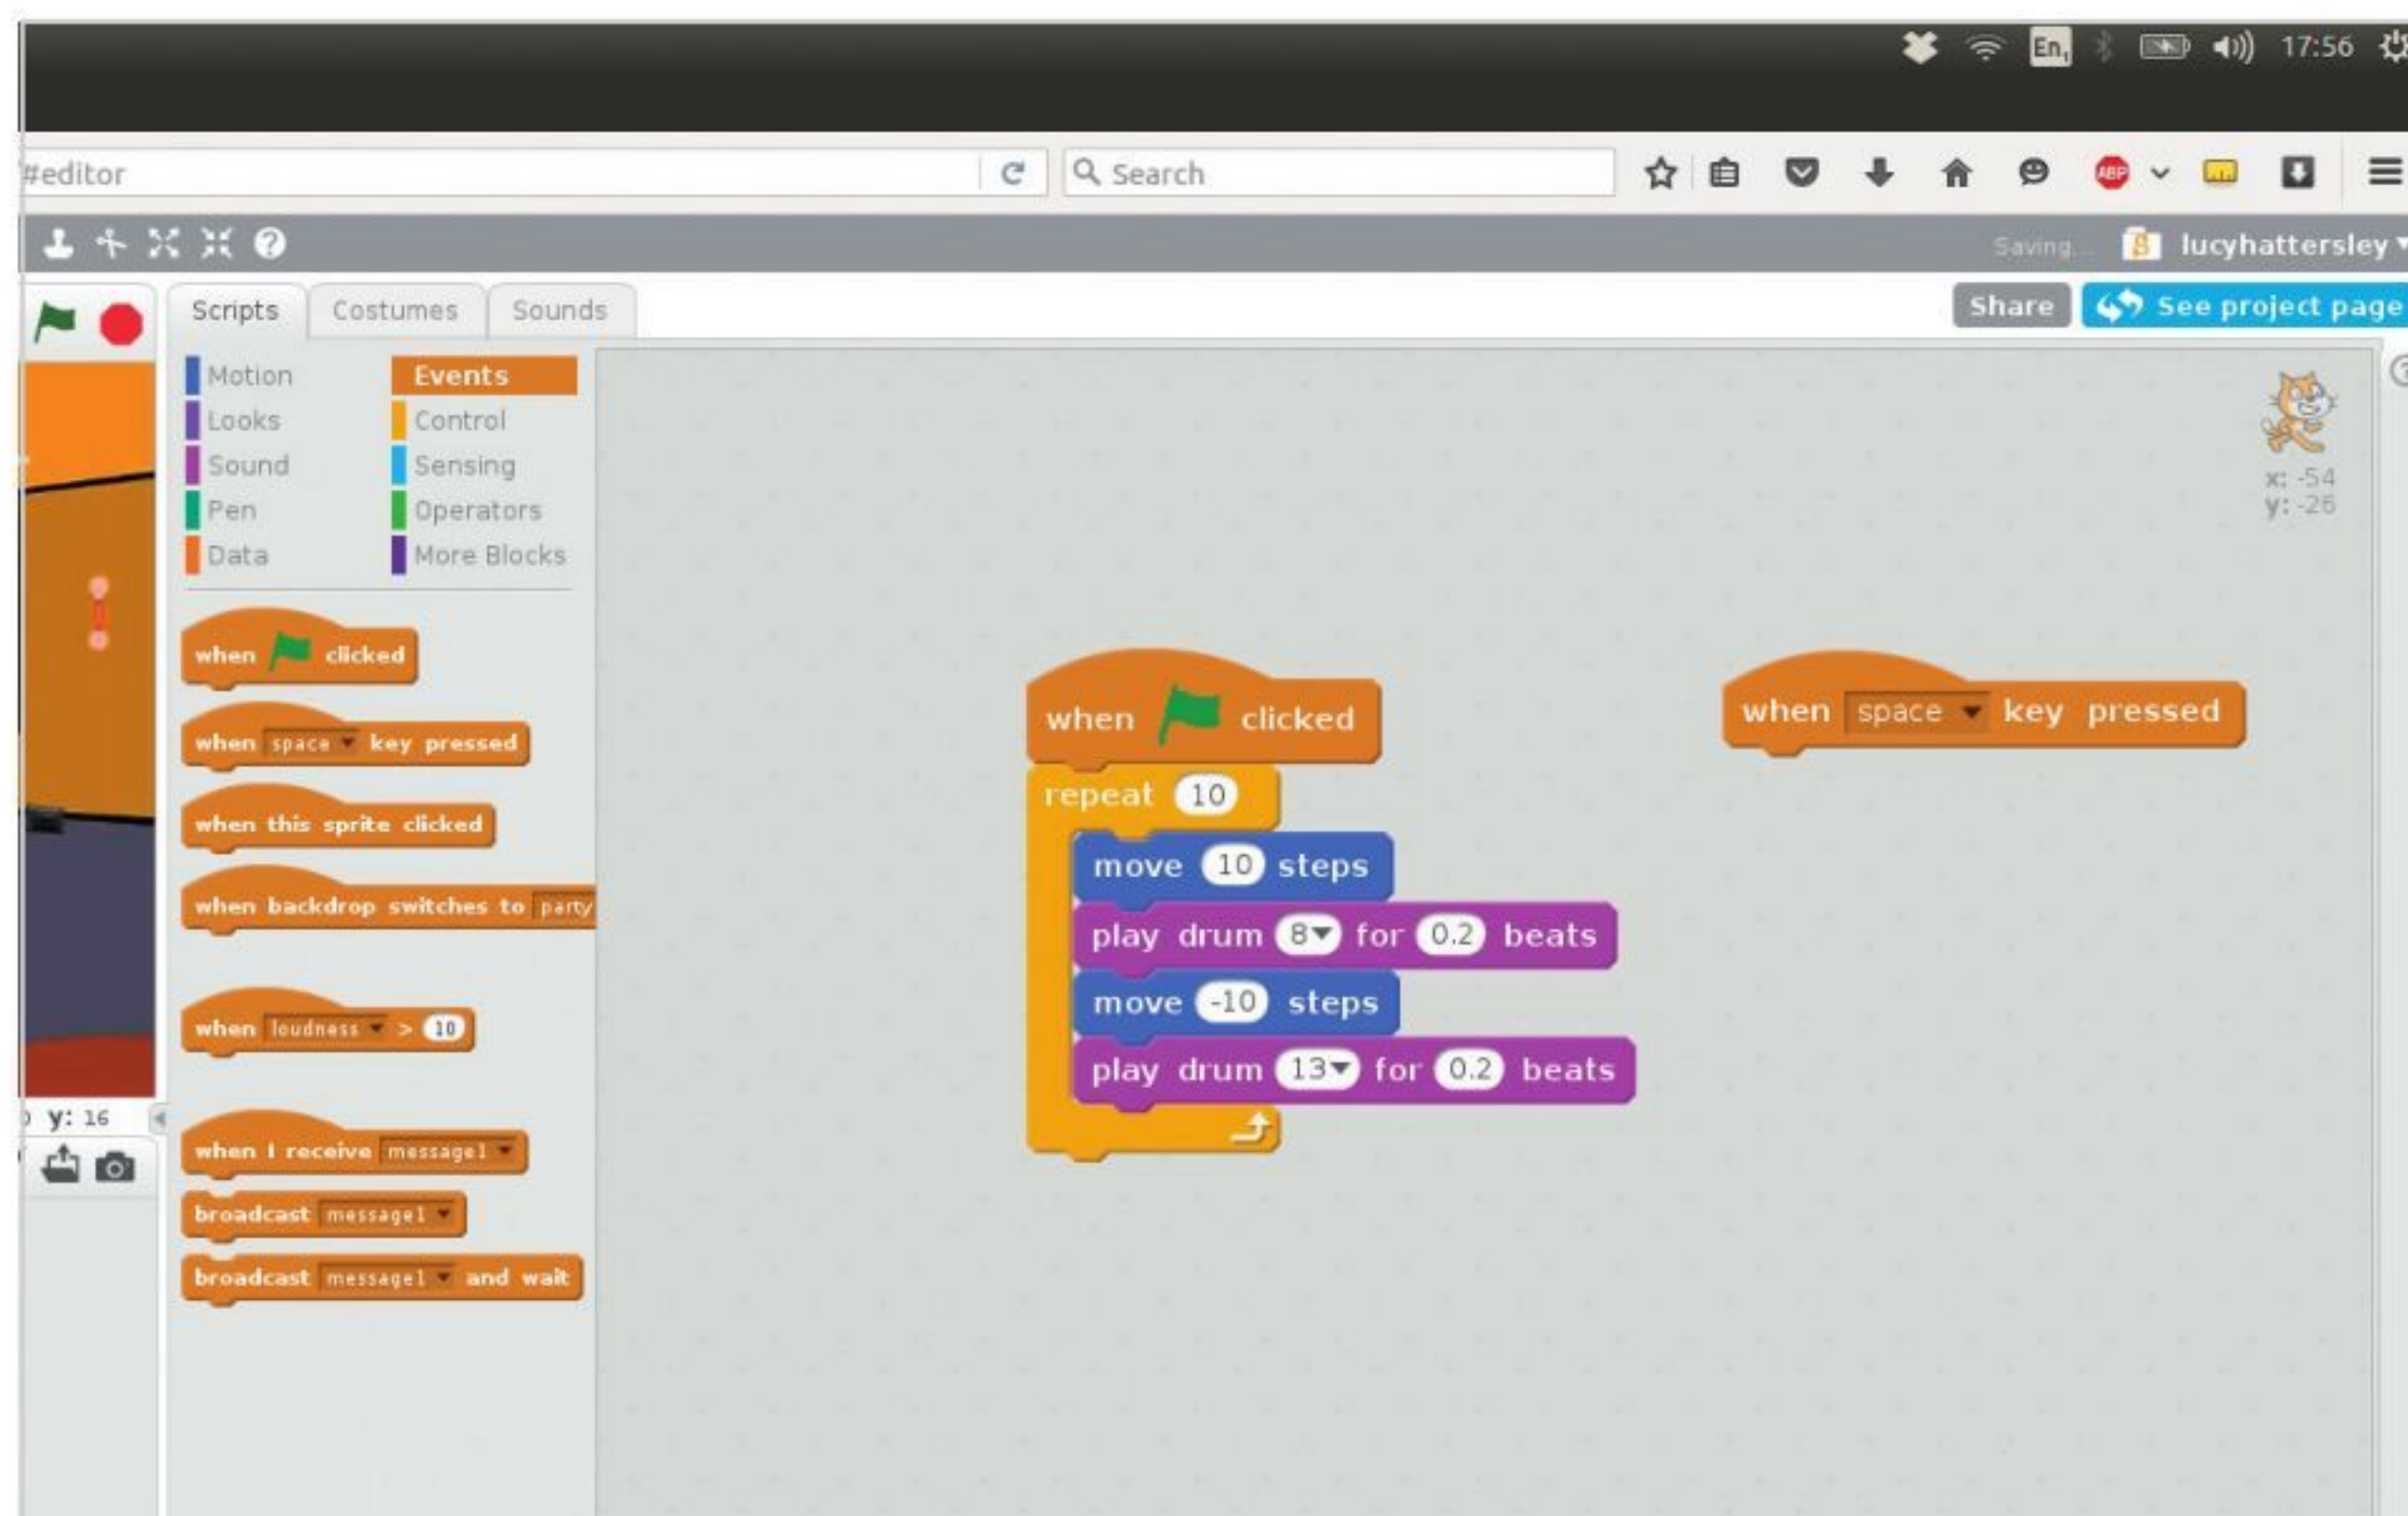 En
17:56
#editor
Search
ABP
Saving...
lucyhattersley
Scripts
Costumes
Sounds
Share
See project page
Motion
Events
Looks
Control
Sound
Sensing
Pen
Operators
Data
More Blocks
x: -54
y: -26
when clicked
when space key pressed
when this sprite clicked
when backdrop switches to party
when loudness > 10
y: 16
when I receive message1
broadcast message1
broadcast message1 and wait
when clicked
repeat 10
move 10 steps
play drum 8 for 0.2 beats
move -10 steps
play drum 13 for 0.2 beats
when space key pressed